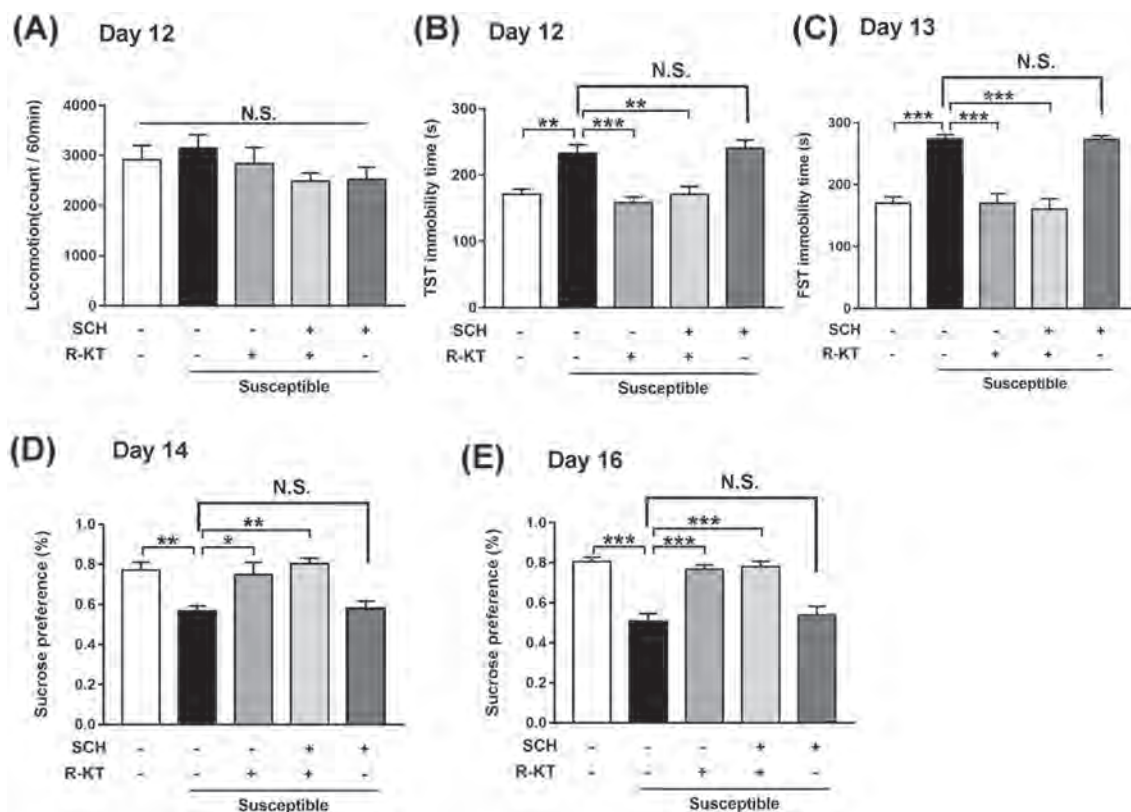 (A) Day 12
N.S.
Locomotion(count / 60min)
4000
3000
2000
1000
0
SCH - - - + +
R-KT - - + + -
Susceptible
(B) Day 12
N.S.
**
** ***
TST immobility time (s)
300
200
100
0
SCH - - - + +
R-KT - - + + -
Susceptible
(C) Day 13
N.S.
***
*** ***
FST immobility time (s)
300
200
100
0
SCH - - - + +
R-KT - - + + -
Susceptible
(D) Day 14
N.S.
**
** *
Sucrose preference (%)
1.0
0.8
0.6
0.4
0.2
0.0
SCH - - - + +
R-KT - - + + -
Susceptible
(E) Day 16
N.S.
***
*** ***
Sucrose preference (%)
1.0
0.8
0.6
0.4
0.2
0.0
SCH - - - + +
R-KT - - + + -
Susceptible